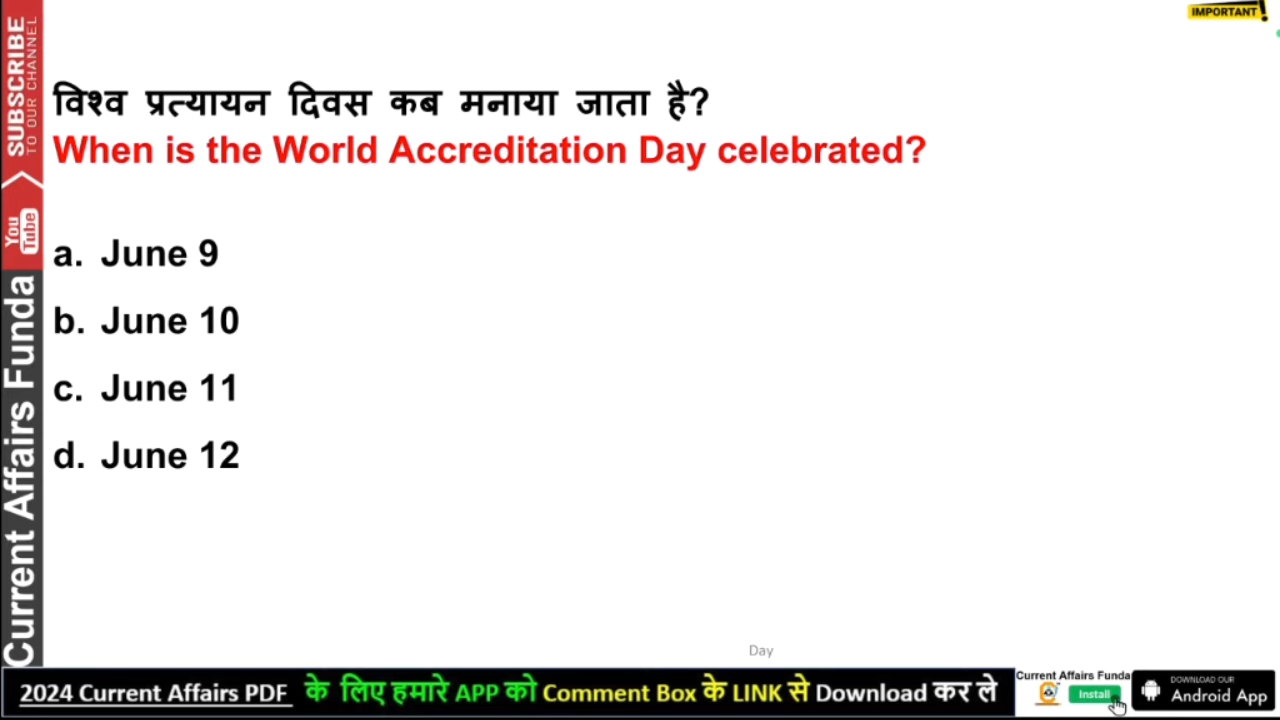 IMPORTANT!
विश्व प्रत्यायन दिवस कब मनाया जाता है?
When is the World Accreditation Day celebrated?
a. June 9
b. June 10
c. June 11
d. June 12
SUBSCRIBE
TO OUR CHANNEL
You
Tube
Current Affairs Funda
Day
2024 Current Affairs PDF के लिए हमारे APP को Comment Box के LINK से Download कर ले
Current Affairs Funda
Install
DOWNLOAD OUR
Android App